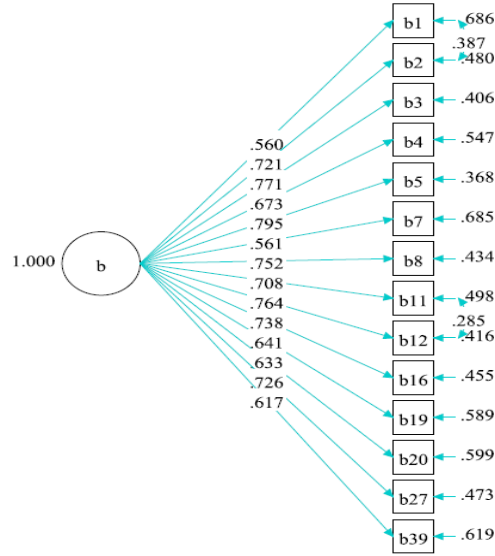 b1 .686
.387
b2 .480
b3 .406
b4 .547
.560
.721
.771
b5 .368
.673
.795
b7 .685
.561
1.000 b
.752
b8 .434
.708
b11 .498
.764
.285
.738
b12 .416
.641
.633
b16 .455
.726
.617
b19 .589
b20 .599
b27 .473
b39 .619